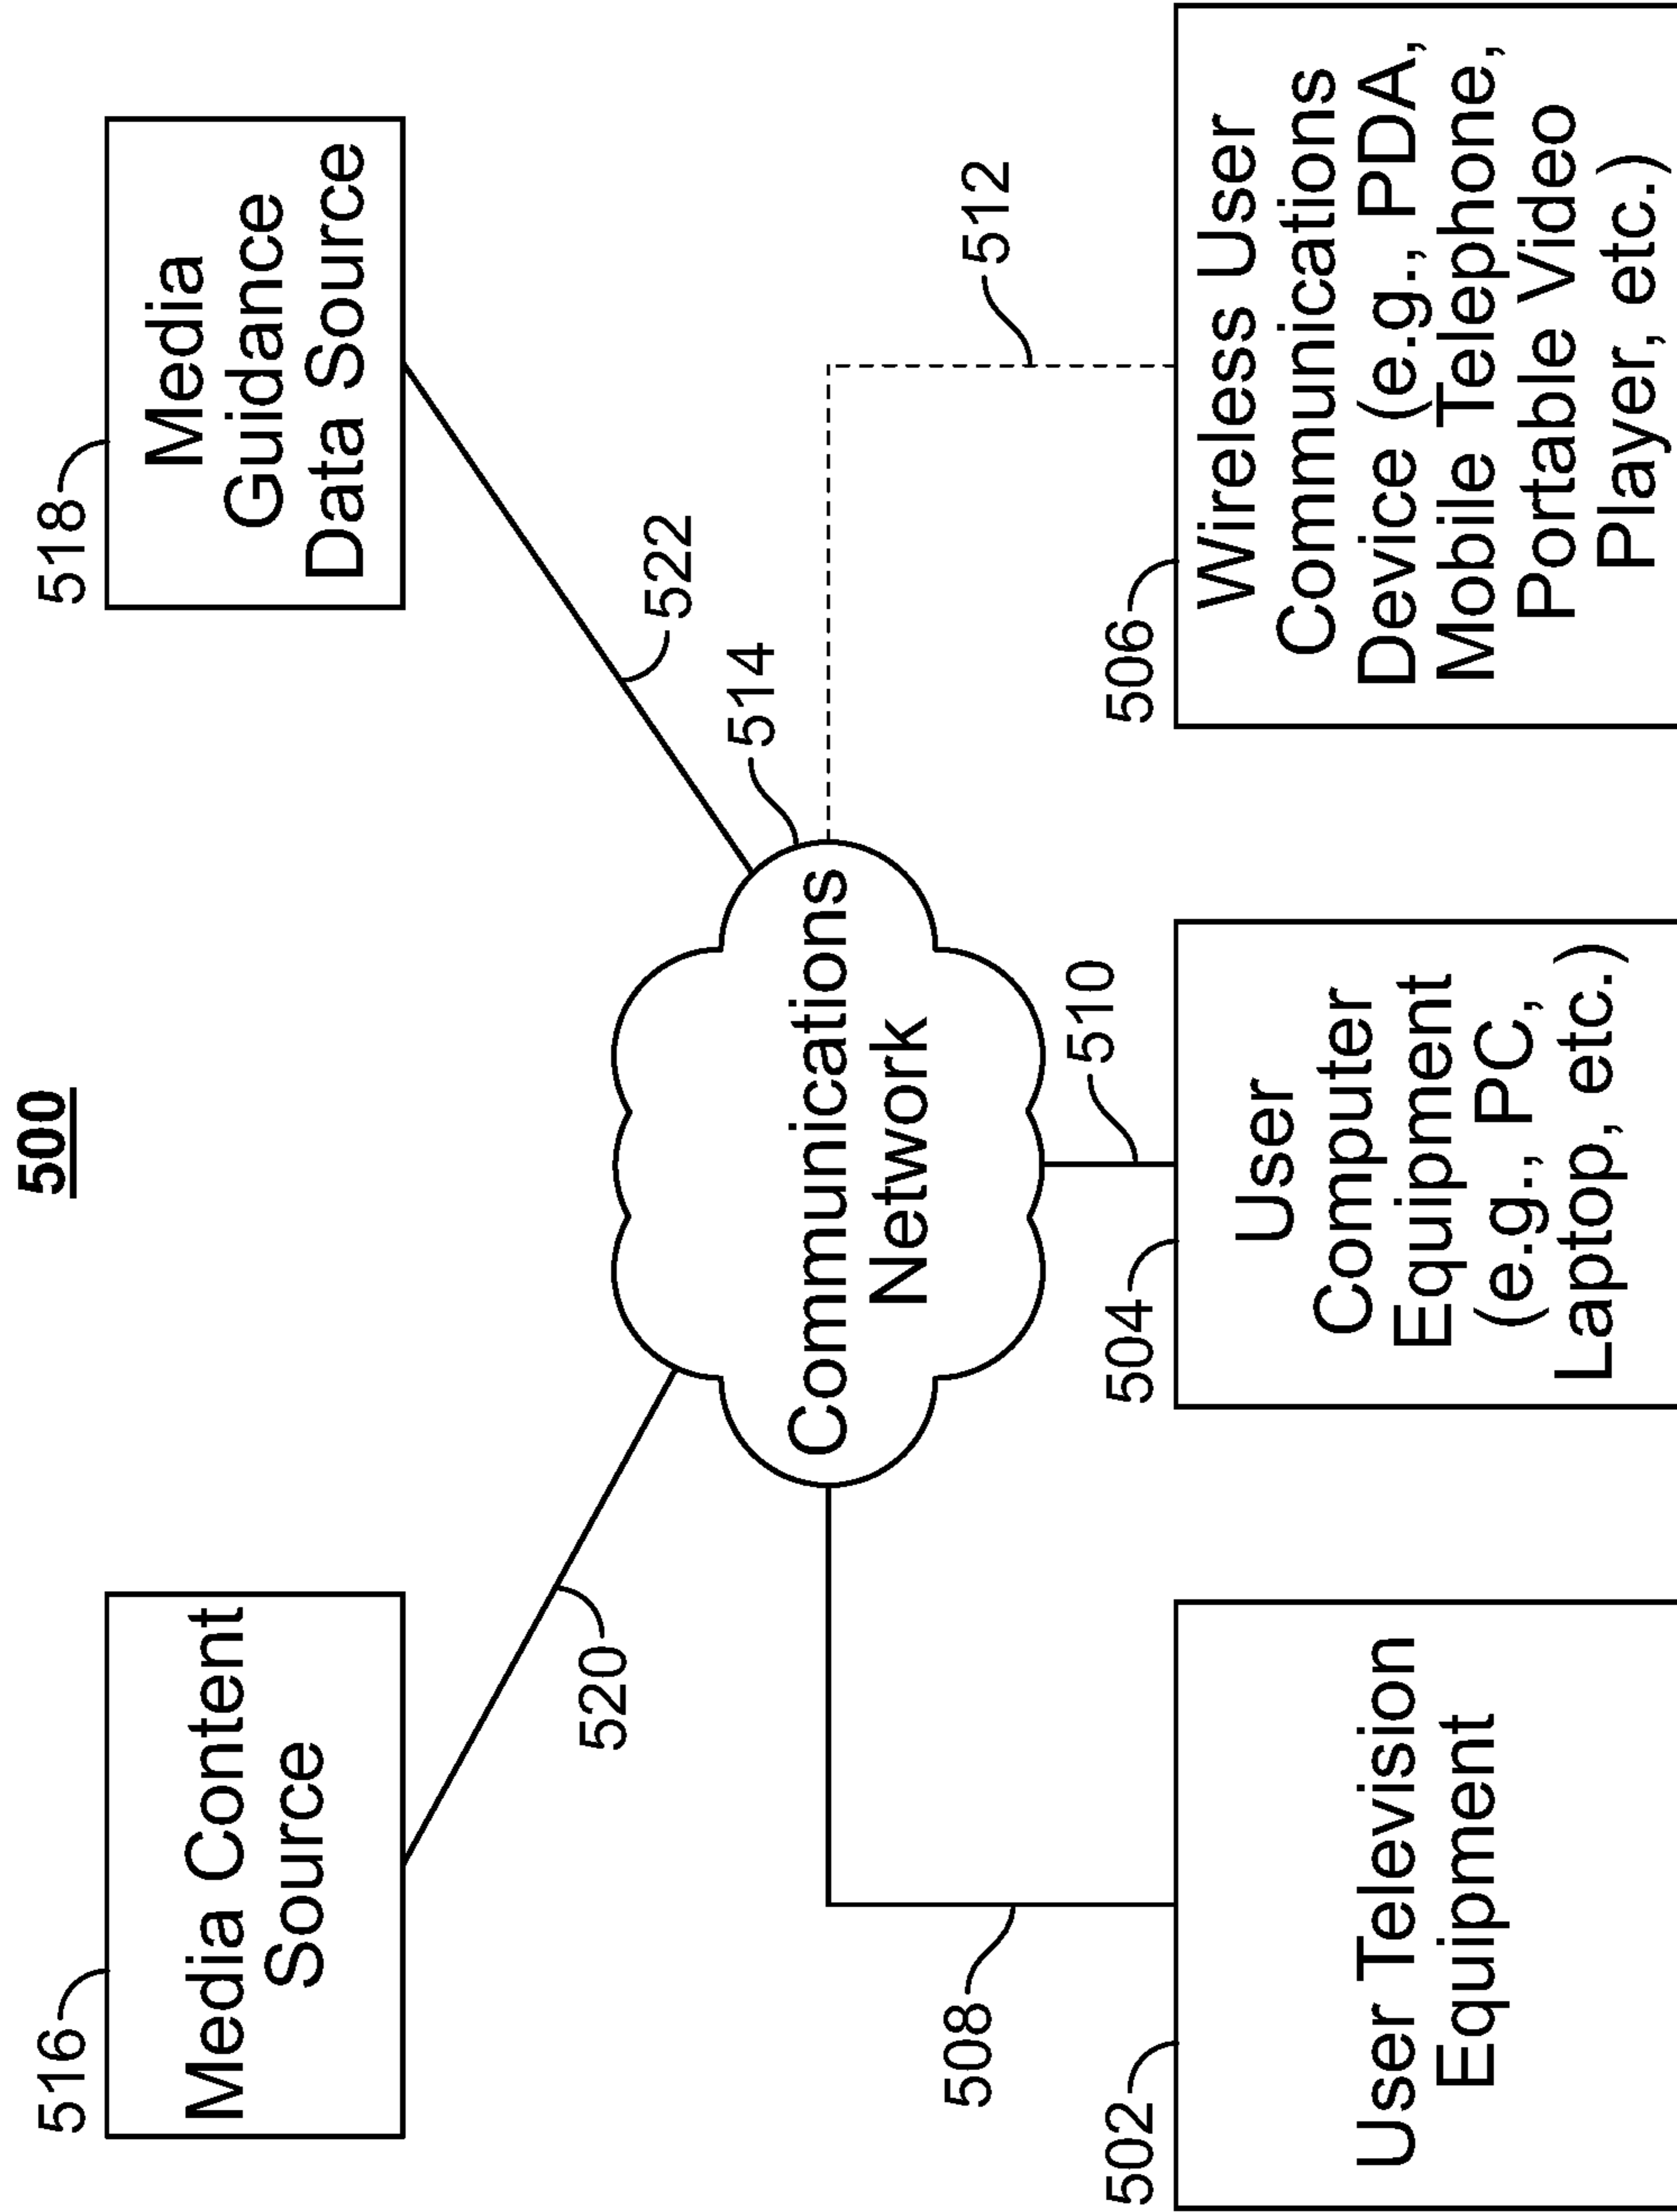 500
516
Media Content
Source
518
Media
Guidance
Data Source
520
522
514
Communications
Network
508
510
512
502
User Television
Equipment
504
User
Computer
Equipment
(e.g., PC,
Laptop, etc.)
506
Wireless User
Communications
Device (e.g., PDA,
Mobile Telephone,
Portable Video
Player, etc.)